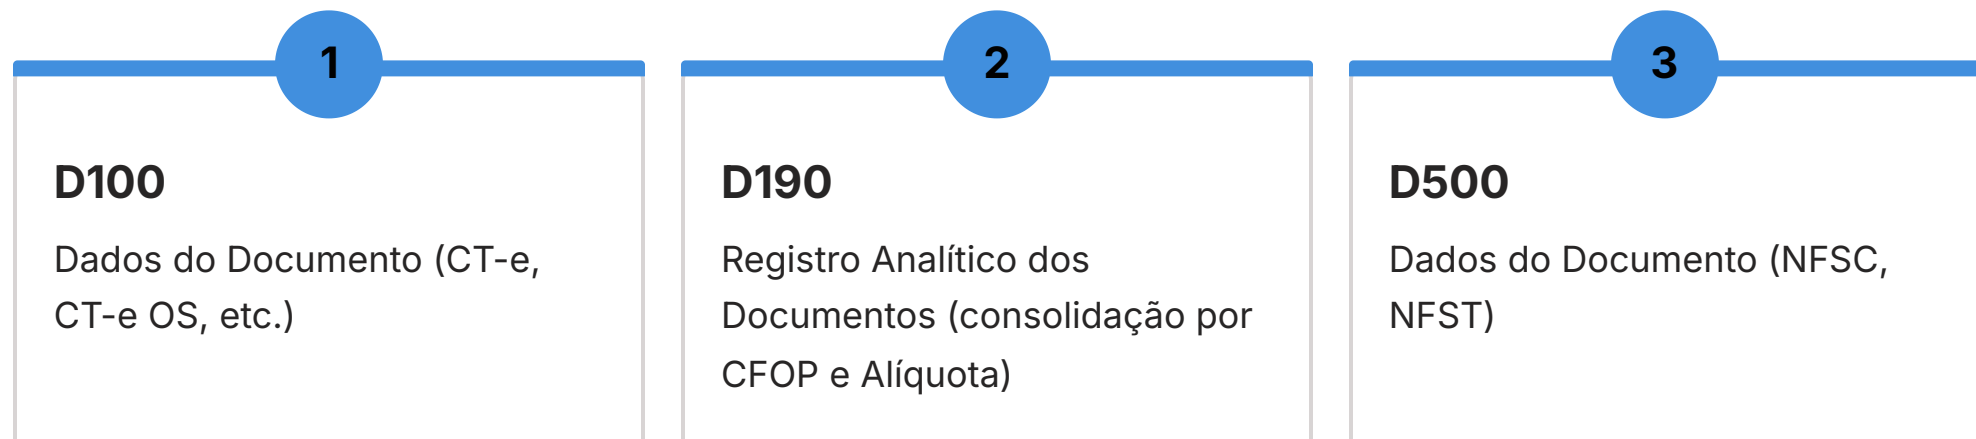 1
D100
Dados do Documento (CT-e,
CT-e OS, etc.)
2
D190
Registro Analítico dos
Documentos (consolidação por
CFOP e Alíquota)
3
D500
Dados do Documento (NFSC,
NFST)